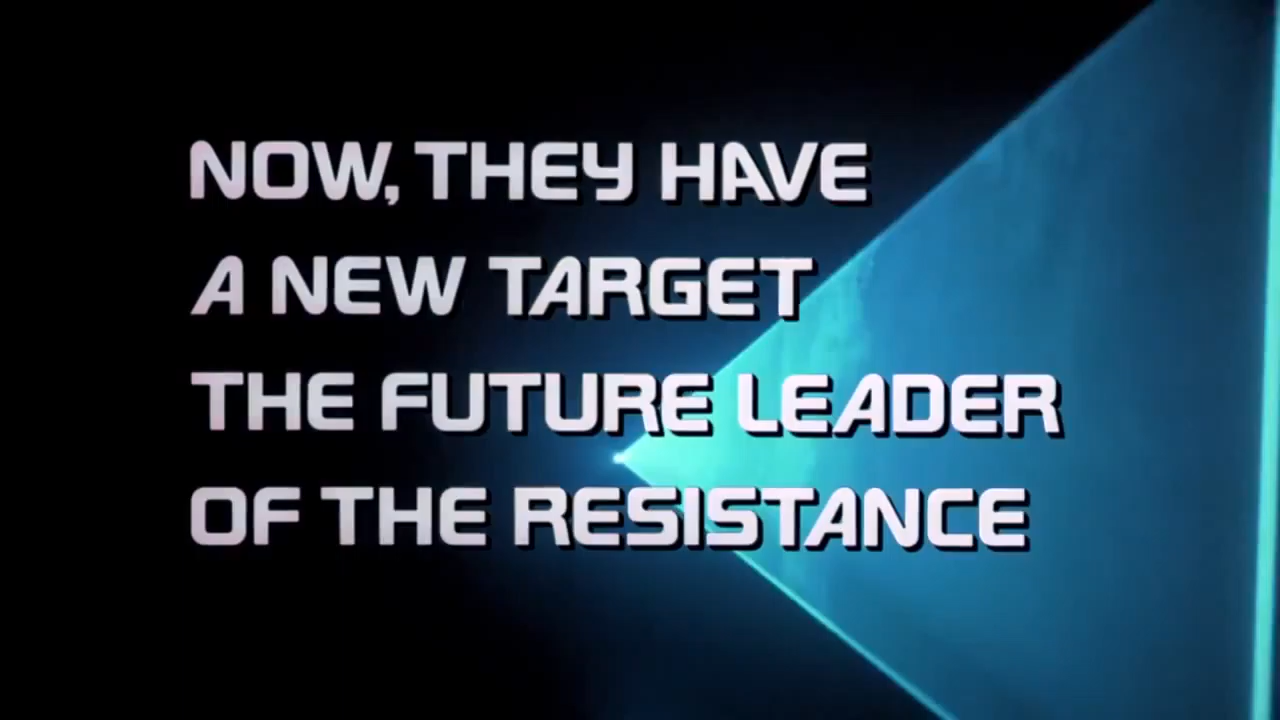 NOW, THEY HAVE
A NEW TARGET
THE FUTURE LEADER
OF THE RESISTANCE